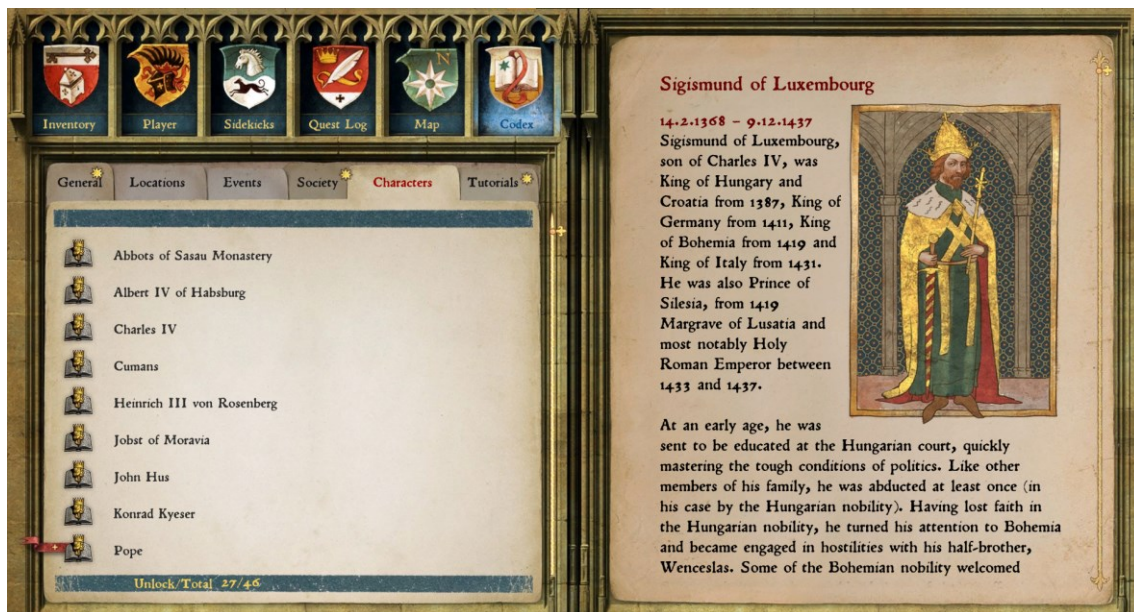 Inventory
Player
Sidekicks
Quest Log
Map
N
Codex
General
Locations
Events
Society
Characters
Tutorials
Abbots of Sasau Monastery
Albert IV of Habsburg
Charles IV
Cumans
Heinrich III von Rosenberg
Jobst of Moravia
John Hus
Konrad Kyeser
Pope
Unlock/Total 27/46
Sigismund of Luxembourg
14.2.1368 – 9.12.1437
Sigismund of Luxembourg,
son of Charles IV, was
King of Hungary and
Croatia from 1387, King of
Germany from 1411, King
of Bohemia from 1419 and
King of Italy from 1431.
He was also Prince of
Silesia, from 1419
Margrave of Lusatia and
most notably Holy
Roman Emperor between
1433 and 1437.
At an early age, he was
sent to be educated at the Hungarian court, quickly
mastering the tough conditions of politics. Like other
members of his family, he was abducted at least once (in
his case by the Hungarian nobility). Having lost faith in
the Hungarian nobility, he turned his attention to Bohemia
and became engaged in hostilities with his half-brother,
Wenceslas. Some of the Bohemian nobility welcomed